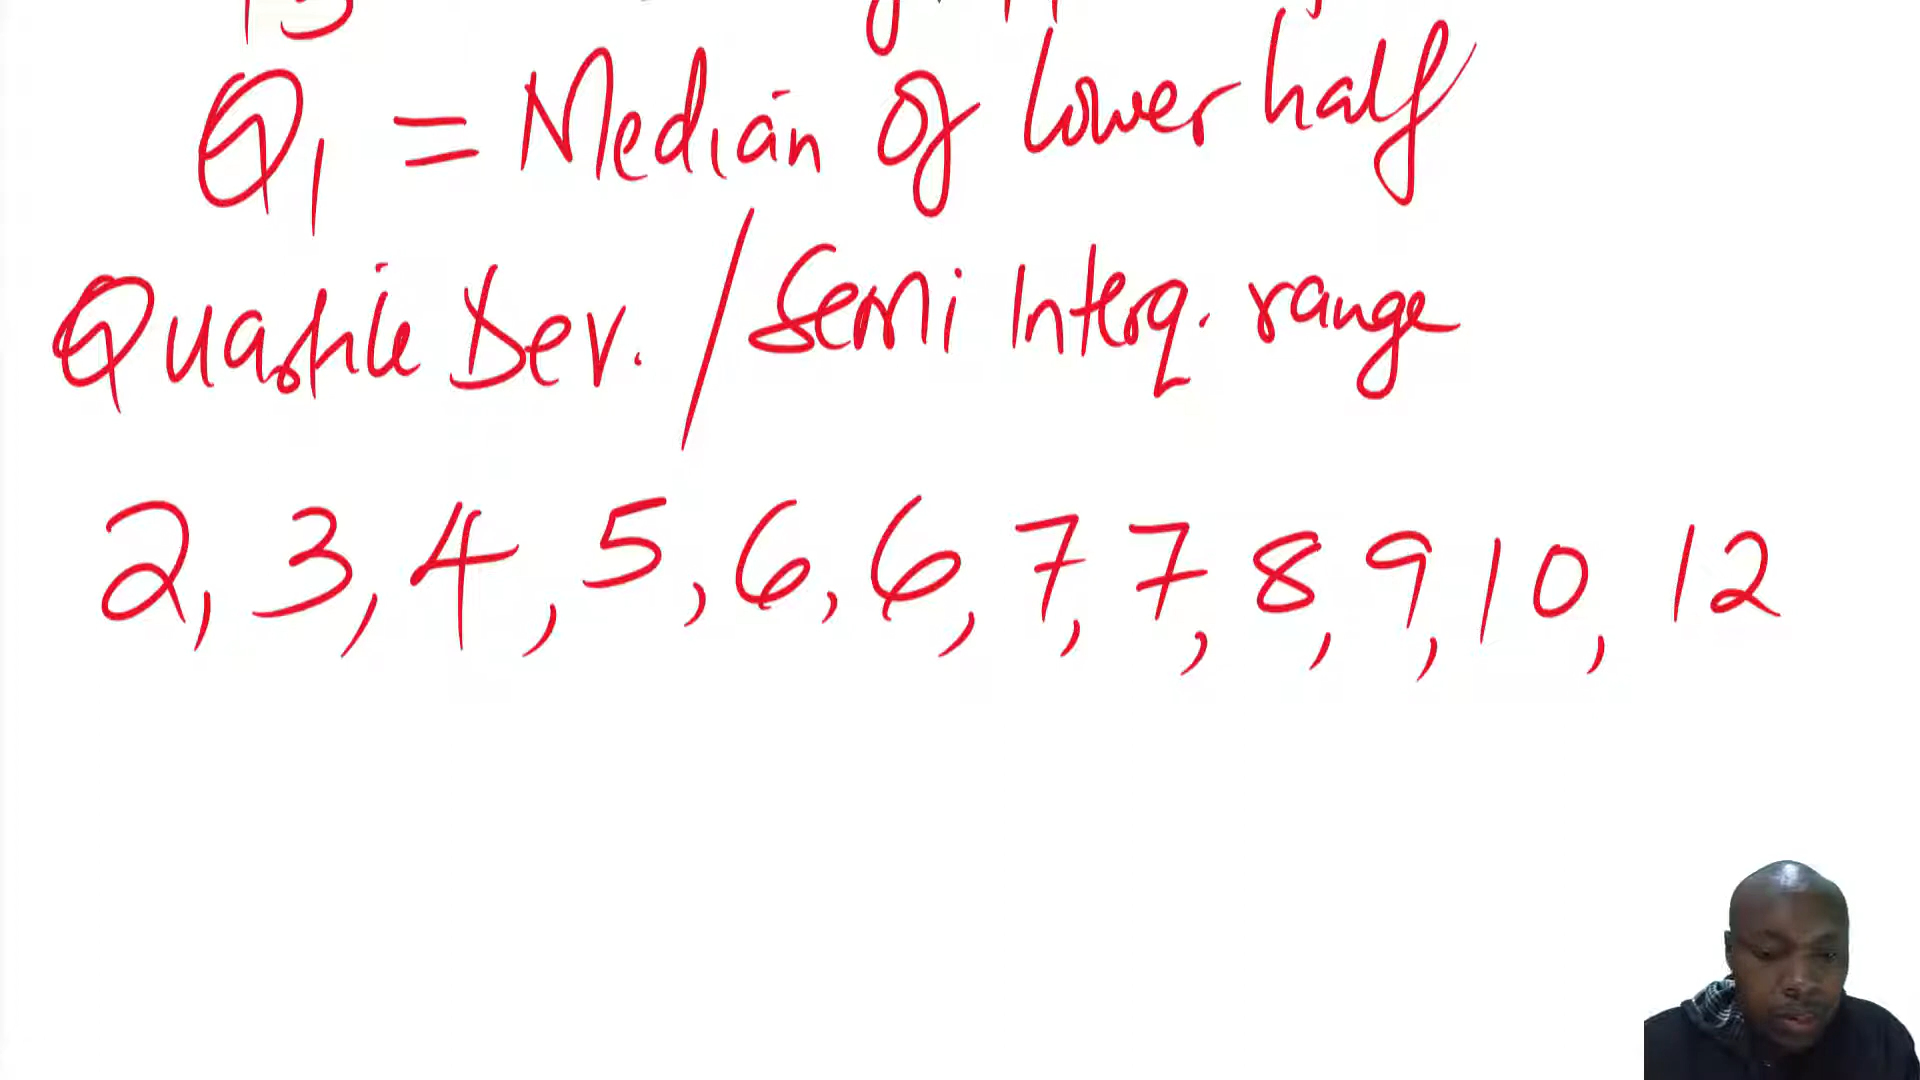 Q1 = Median of lower half
Quartile Dev. / Semi Interq. range
2, 3, 4, 5, 6, 6, 7, 7, 8, 9, 10, 12